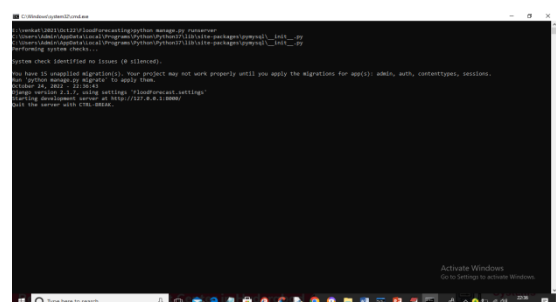 C:\Windows\system32\cmd.exe
E:\venkat\2021\Oct22\FloodForecasting>python manage.py runserver
C:\Users\Admin\AppData\Local\Programs\Python\Python37\lib\site-packages\pymysql\__init__.py
C:\Users\Admin\AppData\Local\Programs\Python\Python37\lib\site-packages\pymysql\__init__.py
Performing system checks...
System check identified no issues (0 silenced).
You have 15 unapplied migration(s). Your project may not work properly until you apply the migrations for app(s): admin, auth, contenttypes, sessions.
Run 'python manage.py migrate' to apply them.
October 24, 2022 - 22:36:43
Django version 2.1.7, using settings 'FloodForecast.settings'
Starting development server at http://127.0.0.1:8000/
Quit the server with CTRL-BREAK.
Activate Windows
Go to Settings to activate Windows.
Type here to search
22:36